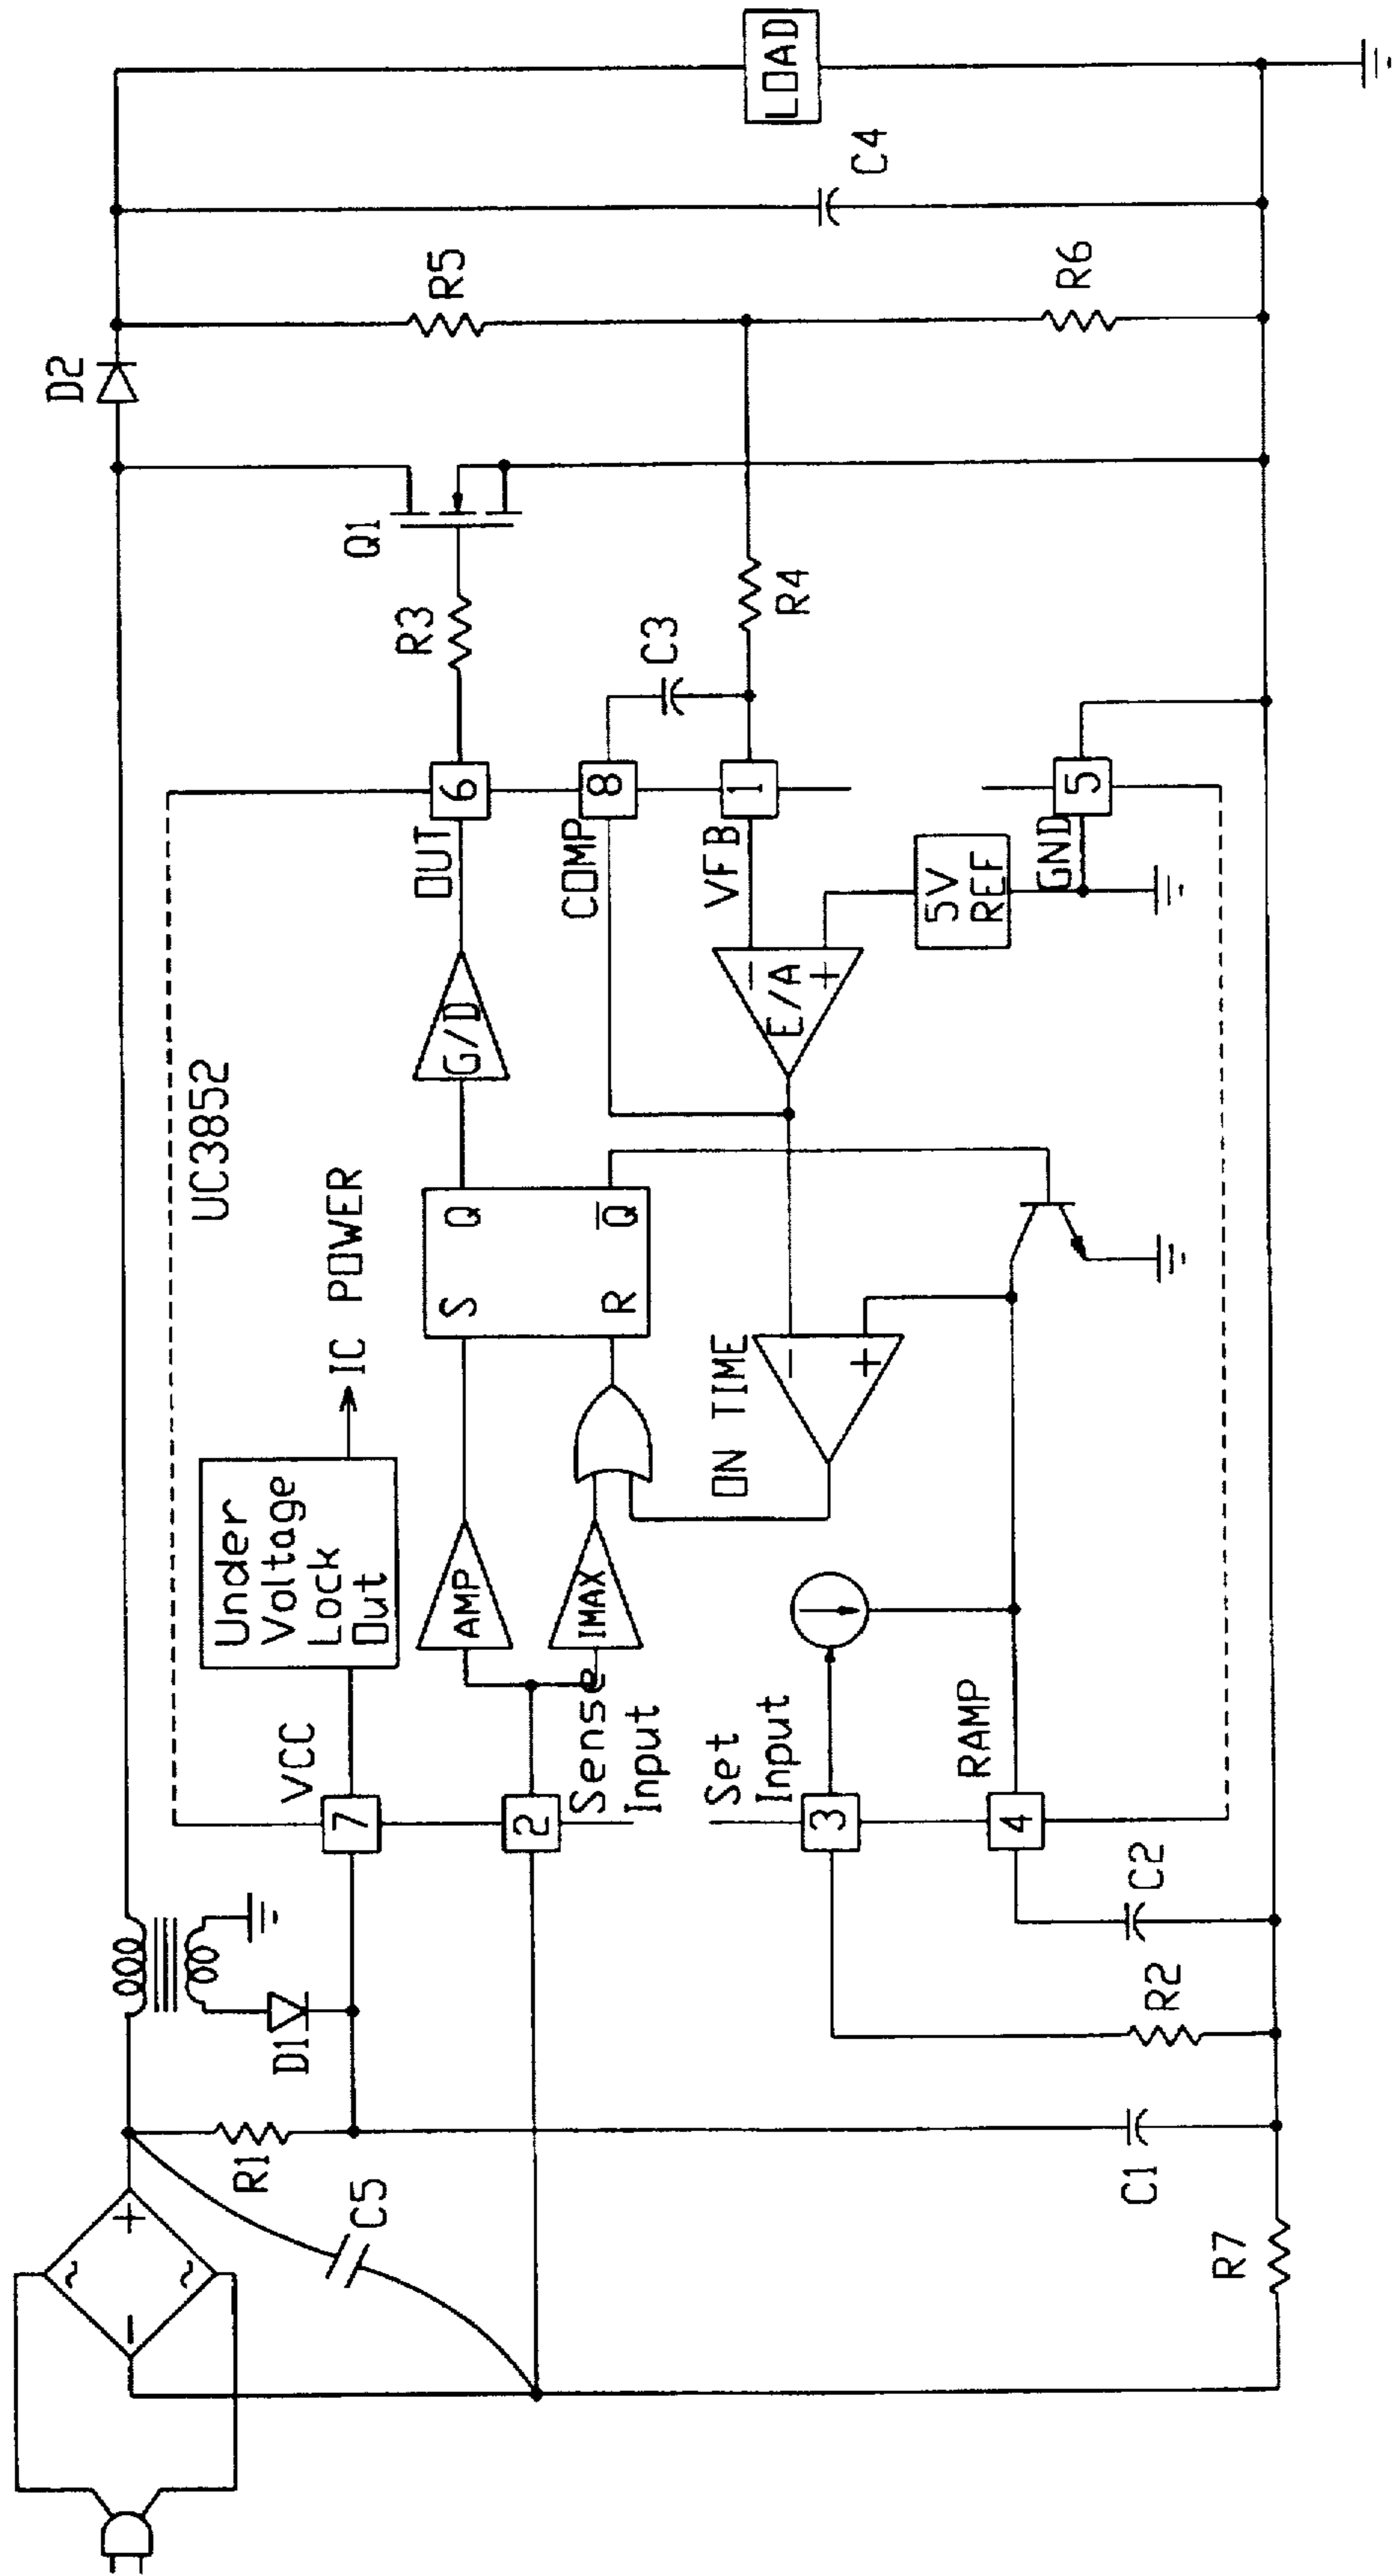 D2
LOAD
C4
R5
R6
Q1
R3
R4
C3
6
8
1
5
OUT
COMP
VFB
GND
5V
REF
G/D
- E/A +
UC3852
IC POWER
S Q
R Q̅
Under
Voltage
Lock
Out
AMP
IMAX
ON TIME
- +
VCC
Sense
Input
Set
Input
RAMP
7
2
3
4
D1
R1
C5
C2
R2
C1
R7
~ + ~ -